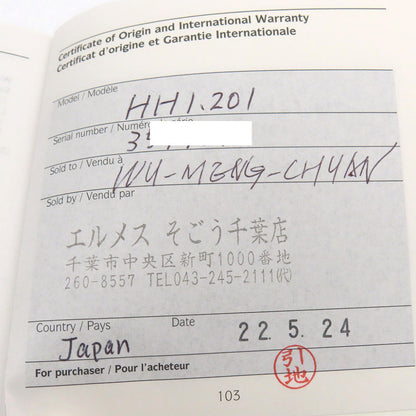 Certificate of Origin and International Warranty
Certificat d'origine et Garantie Internationale
Model / Modèle
HH1.201
Serial number / Numéro
Sold to / Vendu à
WU-MENG-CHYAN
Sold by / Vendu par
エルメス そごう千葉店
千葉市中央区新町1000番地
260-8557 TEL043-245-2111(代)
Country / Pays
Date
Japan
22.5.24
引地
For purchaser / Pour l'acheteur
103